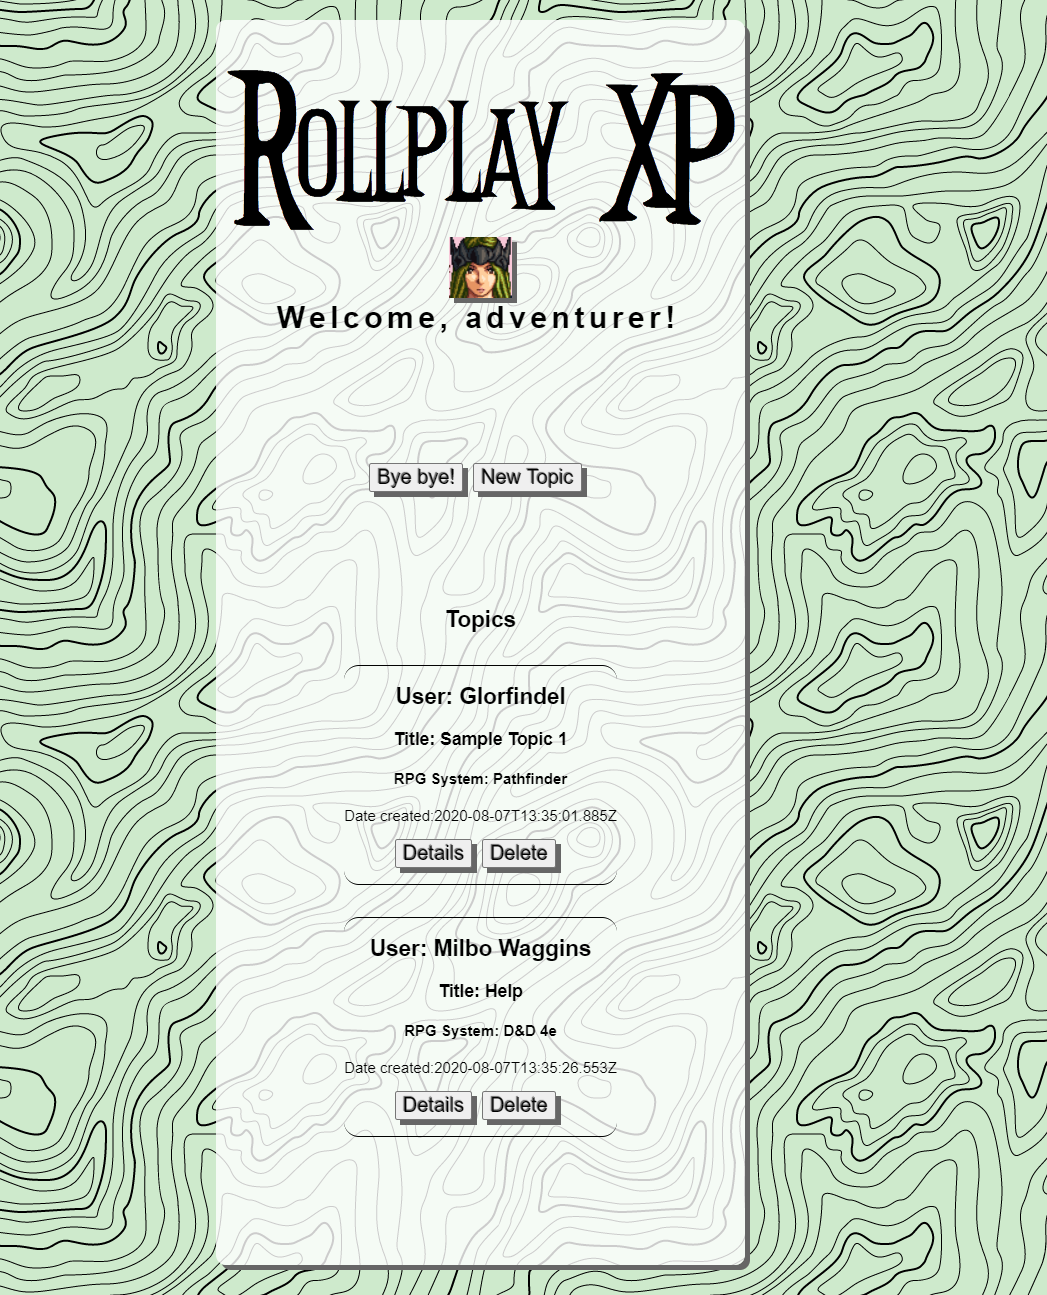 Rollplay XP
Welcome, adventurer!
Bye bye! New Topic
Topics
User: Glorfindel
Title: Sample Topic 1
RPG System: Pathfinder
Date created:2020-08-07T13:35:01.885Z
Details Delete
User: Milbo Waggins
Title: Help
RPG System: D&D 4e
Date created:2020-08-07T13:35:26.553Z
Details Delete